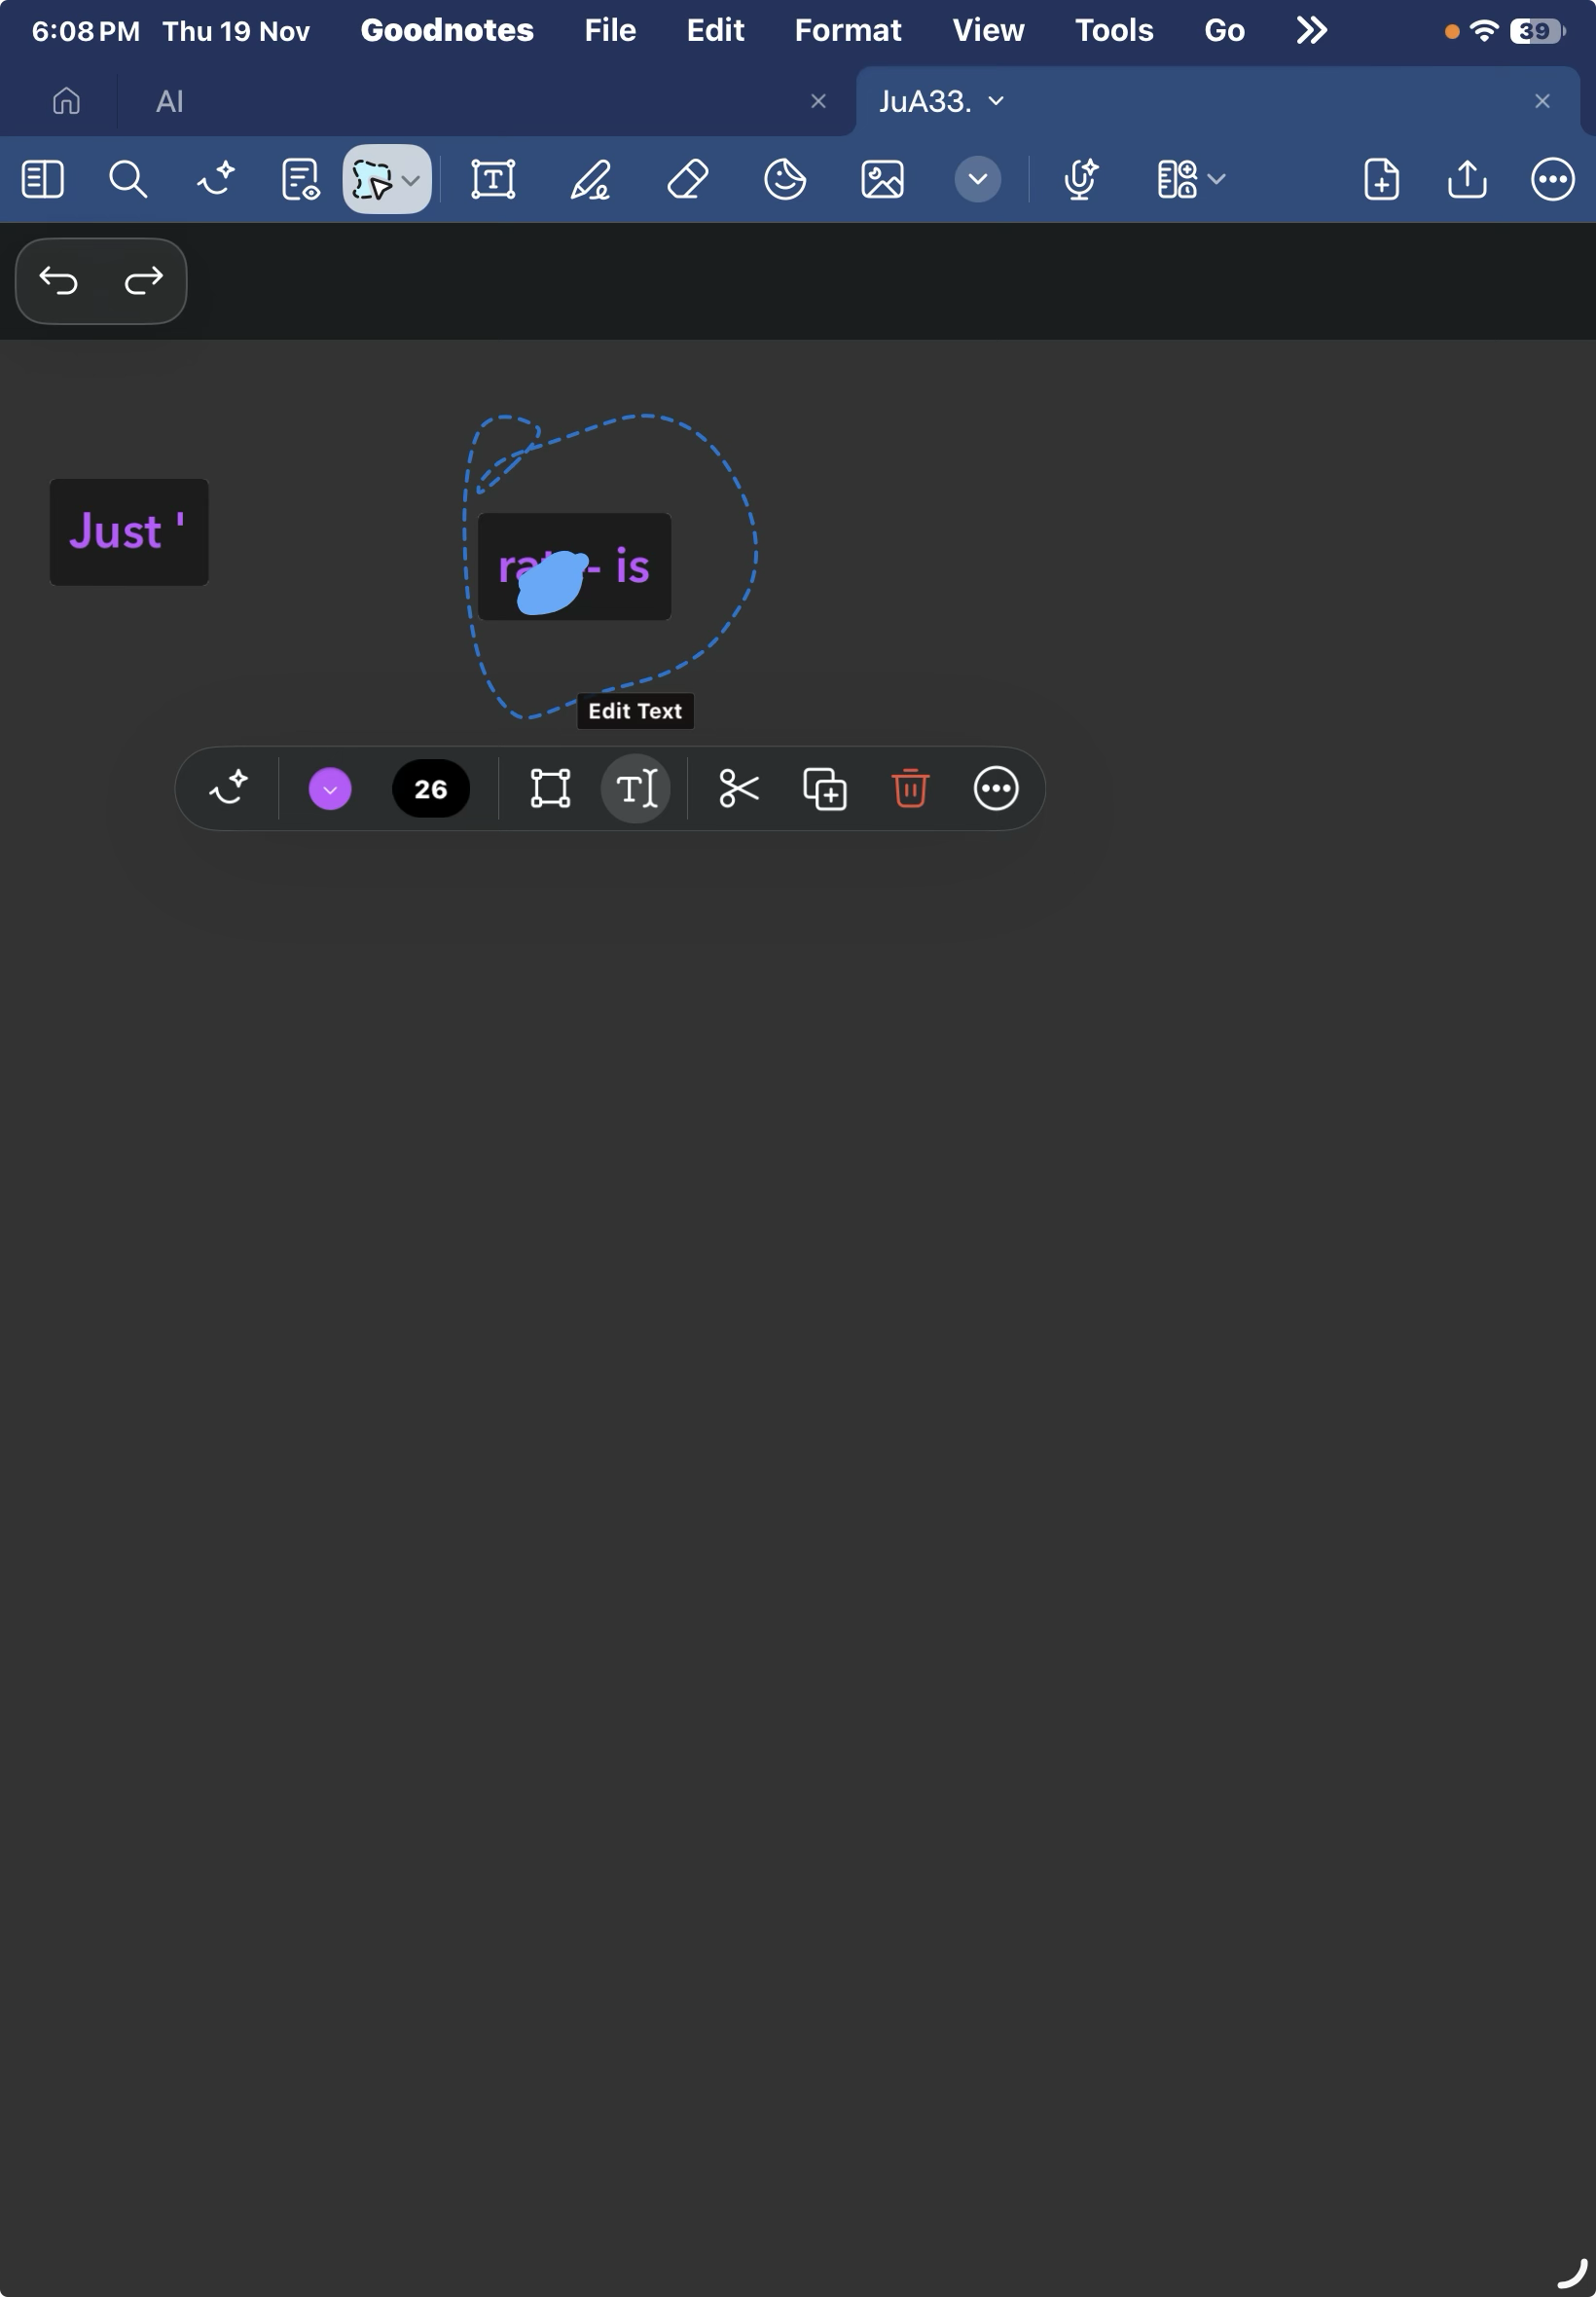 6:08 PM Thu 19 Nov Goodnotes File Edit Format View Tools Go
39
AI
JuA33.
Just '
- is
Edit Text
26